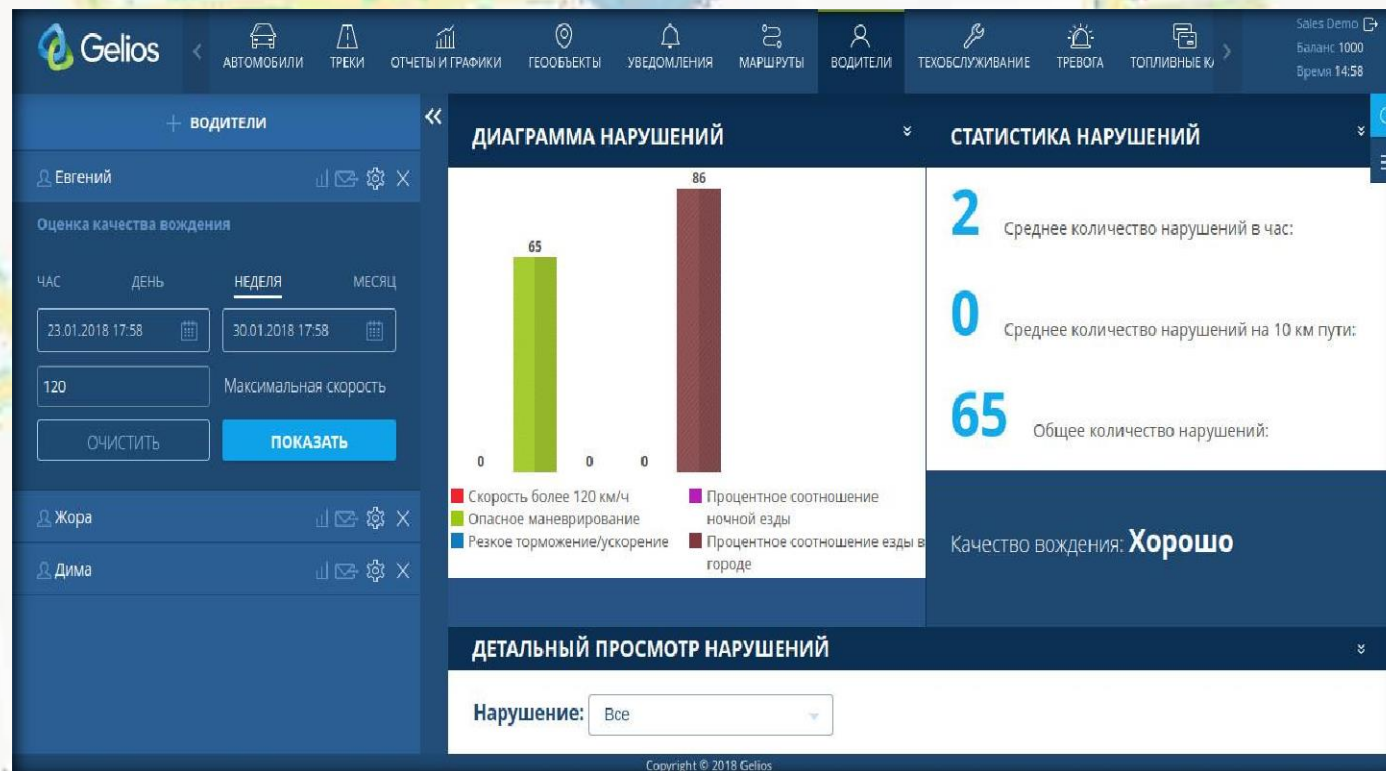 Gelios
АВТОМОБИЛИ
ТРЕКИ
ОТЧЕТЫ И ГРАФИКИ
ГЕООБЪЕКТЫ
УВЕДОМЛЕНИЯ
МАРШРУТЫ
ВОДИТЕЛИ
ТЕХОБСЛУЖИВАНИЕ
ТРЕВОГА
ТОПЛИВНЫЕ К
Sales Demo
Баланс 1000
Время 14:58
ВОДИТЕЛИ
Евгений
Оценка качества вождения
ЧАС ДЕНЬ НЕДЕЛЯ МЕСЯЦ
23.01.2018 17:58 30.01.2018 17:58
120 Максимальная скорость
ОЧИСТИТЬ ПОКАЗАТЬ
Жора
Дима
ДИАГРАММА НАРУШЕНИЙ
86
65
0 0 0
Скорость более 120 км/ч
Опасное маневрирование
Резкое торможение/ускорение
Процентное соотношение
ночной езды
Процентное соотношение езды в
городе
СТАТИСТИКА НАРУШЕНИЙ
2 Среднее количество нарушений в час:
0 Среднее количество нарушений на 10 км пути:
65 Общее количество нарушений:
Качество вождения: Хорошо
ДЕТАЛЬНЫЙ ПРОСМОТР НАРУШЕНИЙ
Нарушение: Все
Copyright © 2018 Gelios